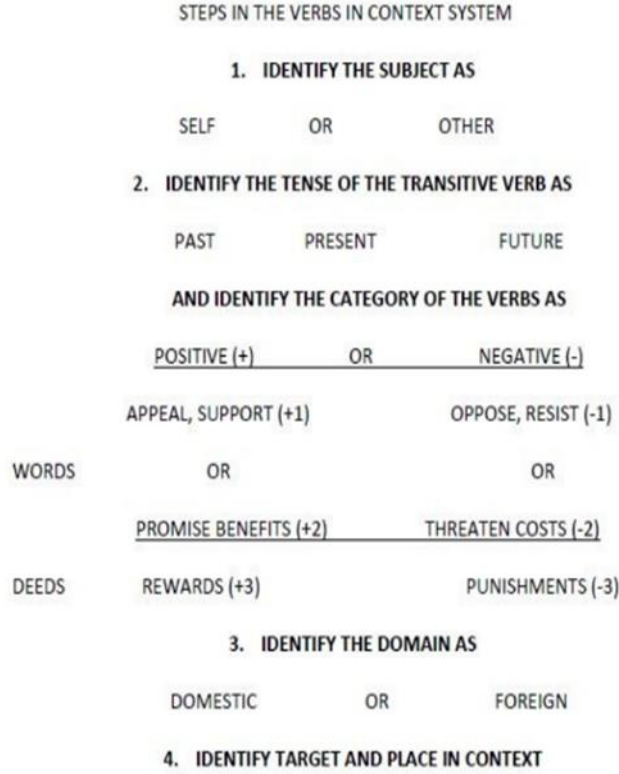 STEPS IN THE VERBS IN CONTEXT SYSTEM
1. IDENTIFY THE SUBJECT AS
SELF OR OTHER
2. IDENTIFY THE TENSE OF THE TRANSITIVE VERB AS
PAST PRESENT FUTURE
AND IDENTIFY THE CATEGORY OF THE VERBS AS
POSITIVE (+) OR NEGATIVE (-)
APPEAL, SUPPORT (+1) OPPOSE, RESIST (-1)
WORDS OR OR
PROMISE BENEFITS (+2) THREATEN COSTS (-2)
DEEDS REWARDS (+3) PUNISHMENTS (-3)
3. IDENTIFY THE DOMAIN AS
DOMESTIC OR FOREIGN
4. IDENTIFY TARGET AND PLACE IN CONTEXT